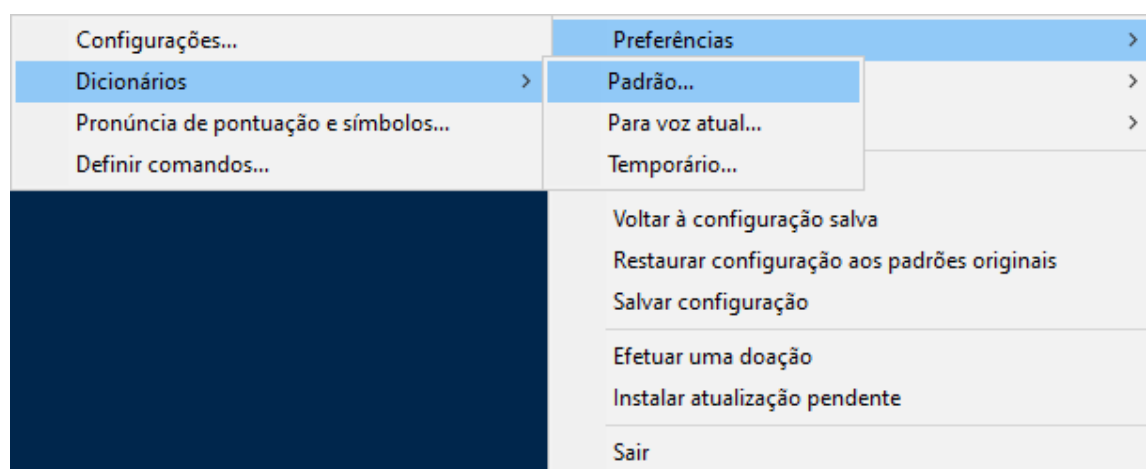 Configurações...
Dicionários
Pronúncia de pontuação e símbolos...
Definir comandos...
Padrão...
Para voz atual...
Temporário...
Preferências
Voltar à configuração salva
Restaurar configuração aos padrões originais
Salvar configuração
Efetuar uma doação
Instalar atualização pendente
Sair